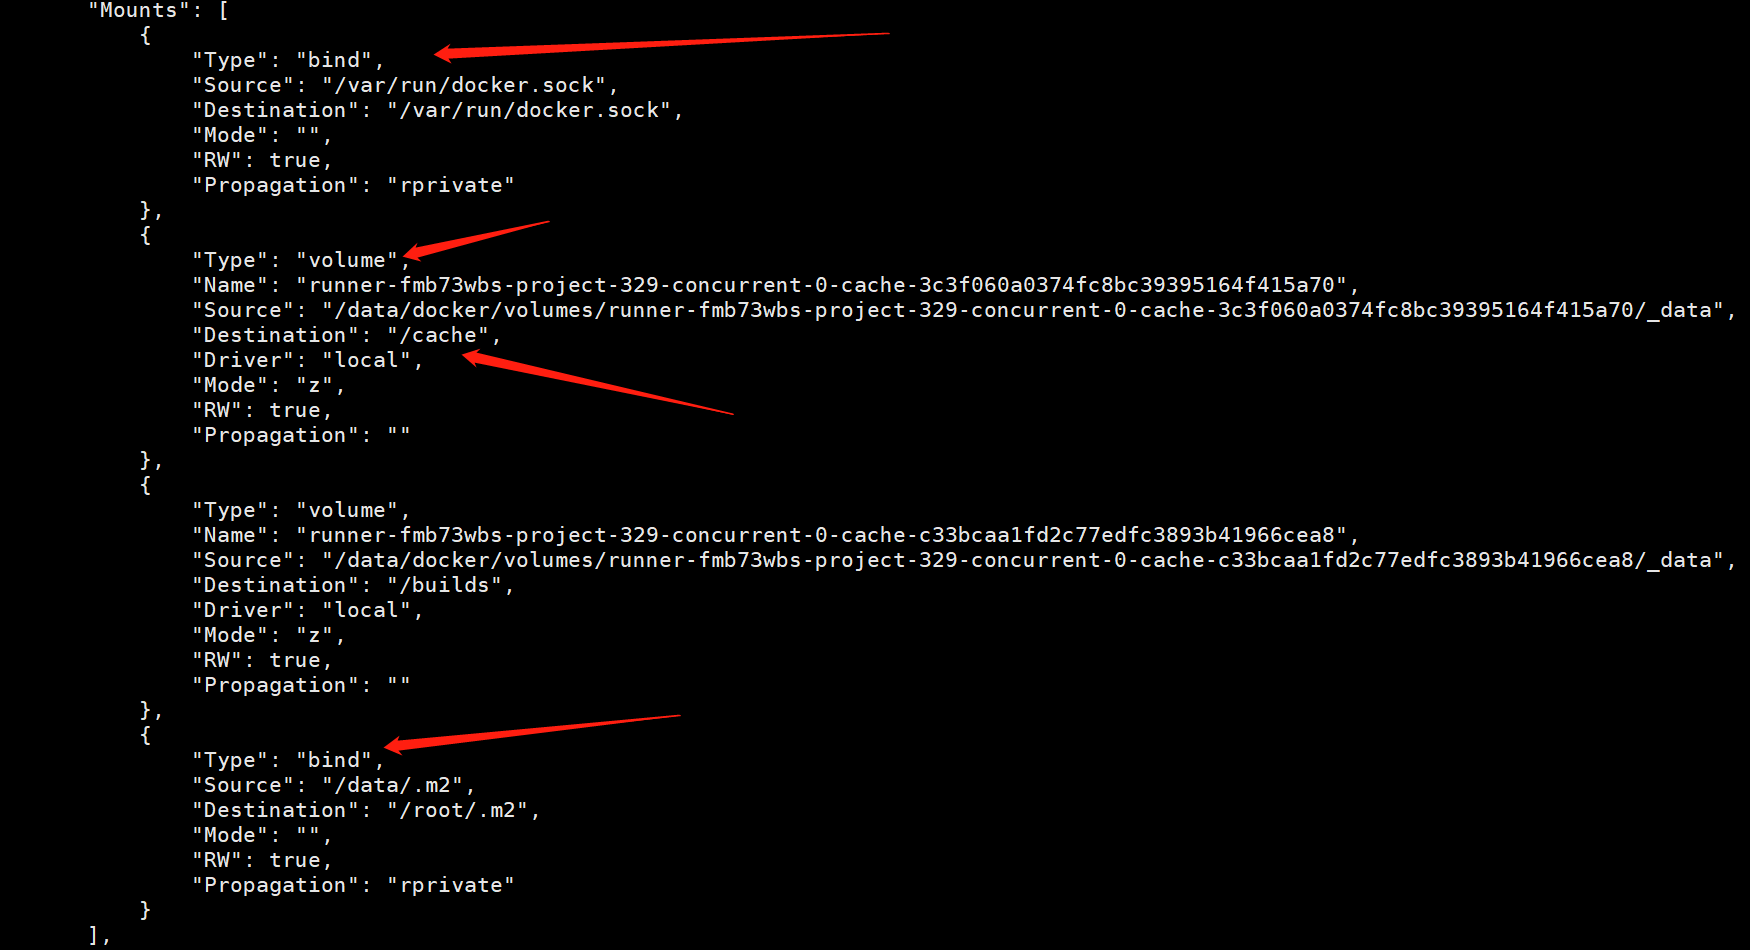 "Mounts": [
{
"Type": "bind",
"Source": "/var/run/docker.sock",
"Destination": "/var/run/docker.sock",
"Mode": "",
"RW": true,
"Propagation": "rprivate"
},
{
"Type": "volume",
"Name": "runner-fmb73wbs-project-329-concurrent-0-cache-3c3f060a0374fc8bc39395164f415a70",
"Source": "/data/docker/volumes/runner-fmb73wbs-project-329-concurrent-0-cache-3c3f060a0374fc8bc39395164f415a70/_data",
"Destination": "/cache",
"Driver": "local",
"Mode": "z",
"RW": true,
"Propagation": ""
},
{
"Type": "volume",
"Name": "runner-fmb73wbs-project-329-concurrent-0-cache-c33bcaa1fd2c77edfc3893b41966cea8",
"Source": "/data/docker/volumes/runner-fmb73wbs-project-329-concurrent-0-cache-c33bcaa1fd2c77edfc3893b41966cea8/_data",
"Destination": "/builds",
"Driver": "local",
"Mode": "z",
"RW": true,
"Propagation": ""
},
{
"Type": "bind",
"Source": "/data/.m2",
"Destination": "/root/.m2",
"Mode": "",
"RW": true,
"Propagation": "rprivate"
}
],